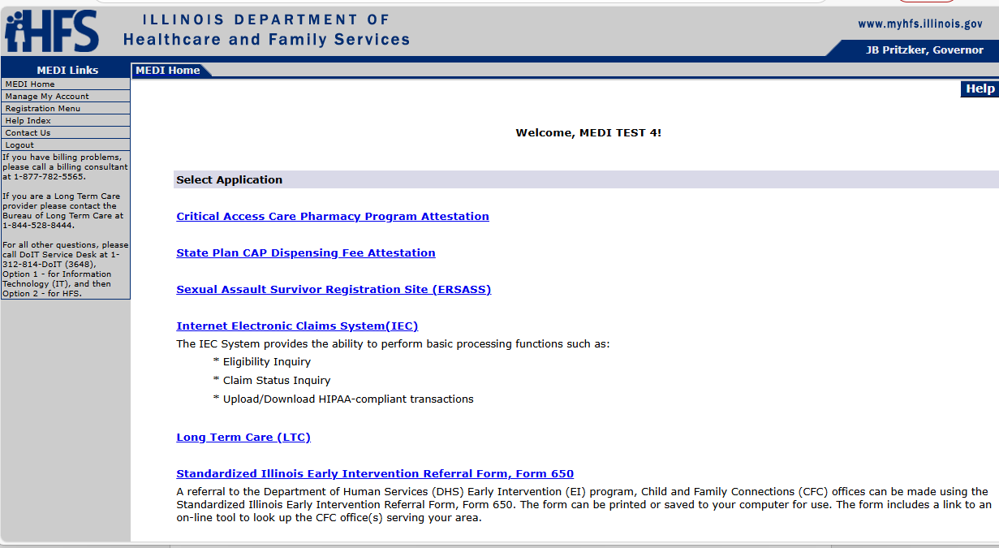 HFS
ILLINOIS DEPARTMENT OF
Healthcare and Family Services
www.myhfs.illinois.gov
JB Pritzker, Governor
MEDI Links
MEDI Home
Manage My Account
Registration Menu
Help Index
Contact Us
Logout
If you have billing problems,
please call a billing consultant
at 1-877-782-5565.
If you are a Long Term Care
provider please contact the
Bureau of Long Term Care at
1-844-528-8444.
For all other questions, please
call DoIT Service Desk at 1-
312-814-DoIT (3648),
Option 1 - for Information
Technology (IT), and then
Option 2 - for HFS.
MEDI Home
Help
Welcome, MEDI TEST 4!
Select Application
Critical Access Care Pharmacy Program Attestation
State Plan CAP Dispensing Fee Attestation
Sexual Assault Survivor Registration Site (ERSASS)
Internet Electronic Claims System(IEC)
The IEC System provides the ability to perform basic processing functions such as:
* Eligibility Inquiry
* Claim Status Inquiry
* Upload/Download HIPAA-compliant transactions
Long Term Care (LTC)
Standardized Illinois Early Intervention Referral Form, Form 650
A referral to the Department of Human Services (DHS) Early Intervention (EI) program, Child and Family Connections (CFC) offices can be made using the
Standardized Illinois Early Intervention Referral Form, Form 650. The form can be printed or saved to your computer for use. The form includes a link to an
on-line tool to look up the CFC office(s) serving your area.